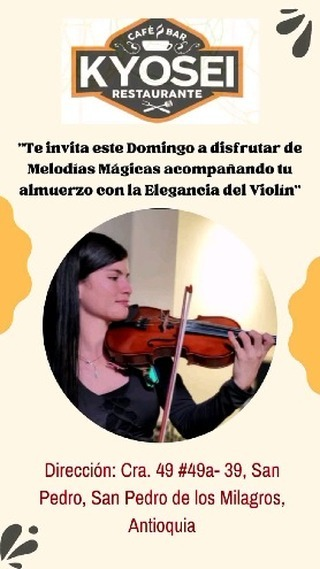 CAFÉ BAR
KYOSEI
RESTAURANTE
"Te invita este Domingo a disfrutar de
Melodías Mágicas acompañando tu
almuerzo con la Elegancia del Violín"
Dirección: Cra. 49 #49a- 39, San
Pedro, San Pedro de los Milagros,
Antioquia